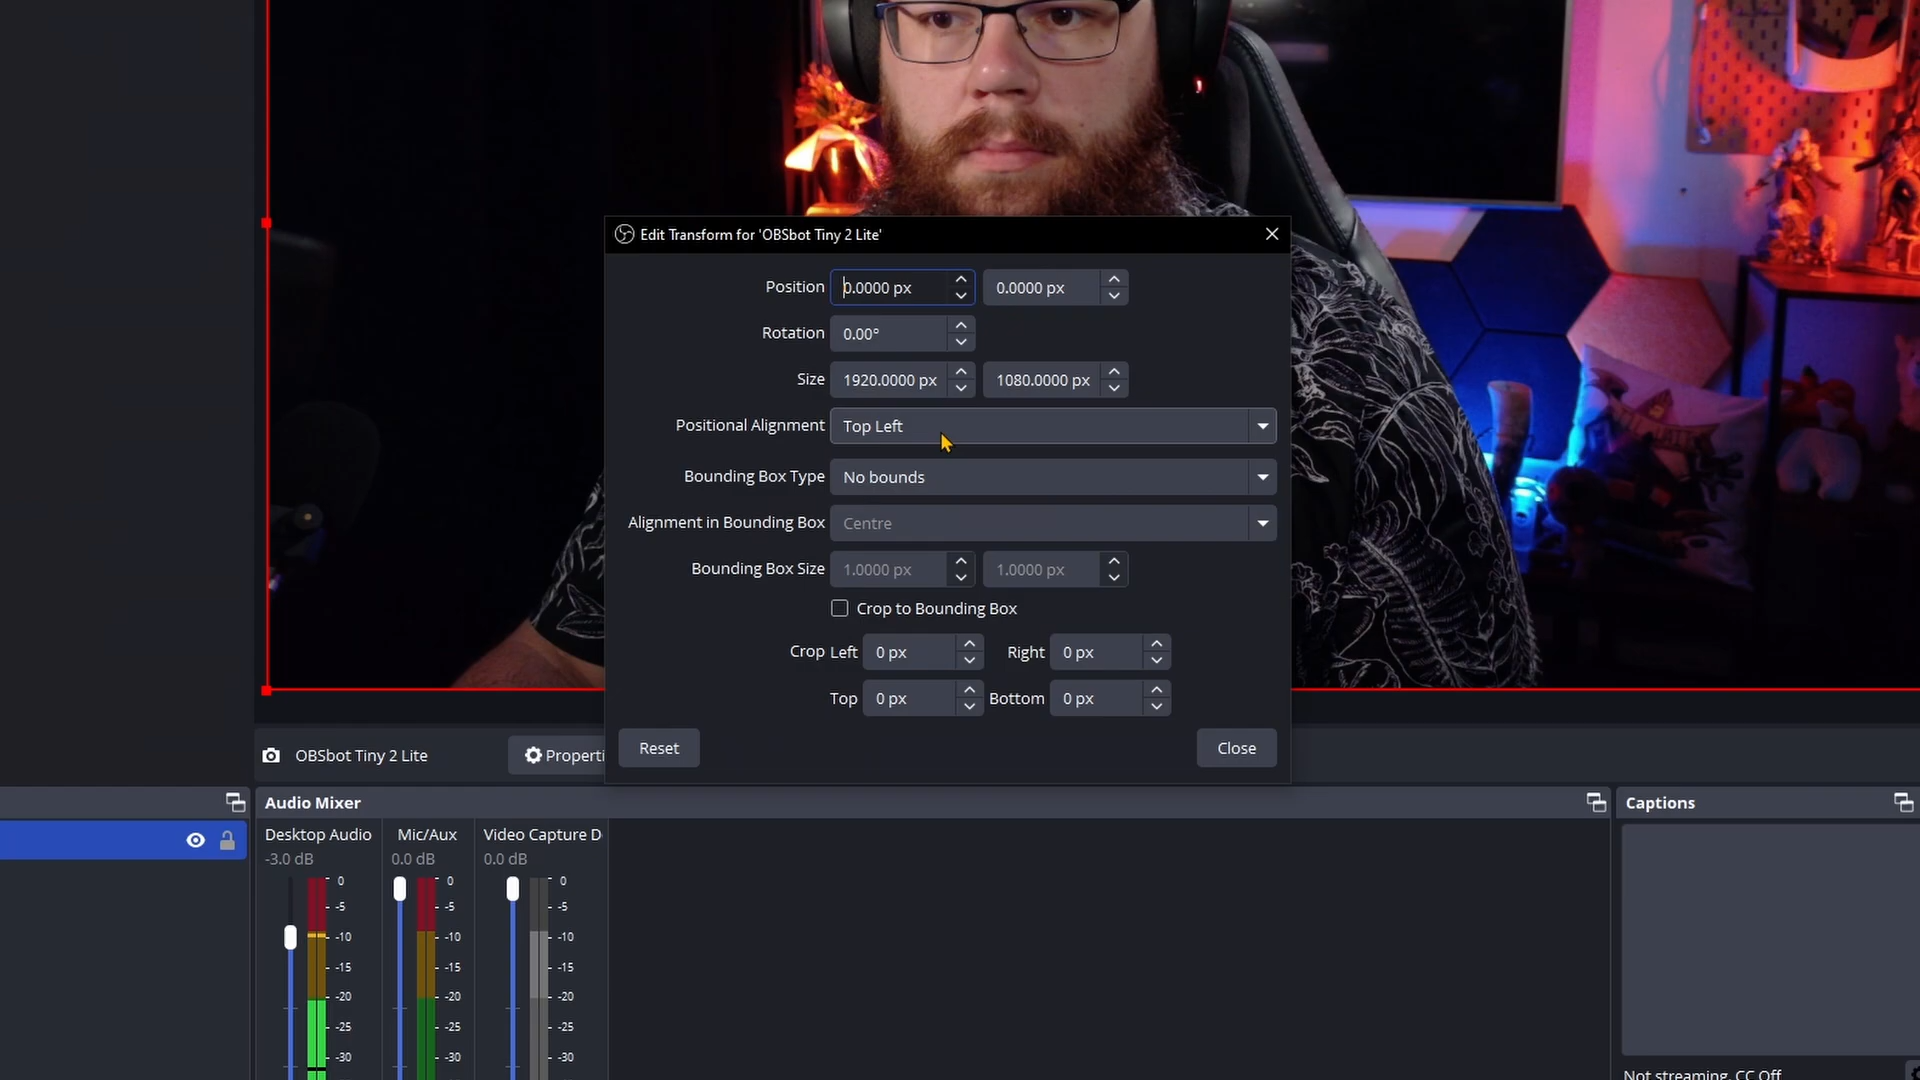 Edit Transform for 'OBSbot Tiny 2 Lite'
Position 0.0000 px 0.0000 px
Rotation 0.00°
Size 1920.0000 px 1080.0000 px
Positional Alignment Top Left
Bounding Box Type No bounds
Alignment in Bounding Box Centre
Bounding Box Size 1.0000 px 1.0000 px
Crop to Bounding Box
Crop Left 0 px Right 0 px
Top 0 px Bottom 0 px
Reset Close
OBSbot Tiny 2 Lite Properti
Audio Mixer Captions
Desktop Audio Mic/Aux Video Capture D
-3.0 dB 0.0 dB 0.0 dB
0 0 0
-5 -5 -5
-10 -10 -10
-15 -15 -15
-20 -20 -20
-25 -25 -25
-30 -30 -30
Not streaming. CC Off